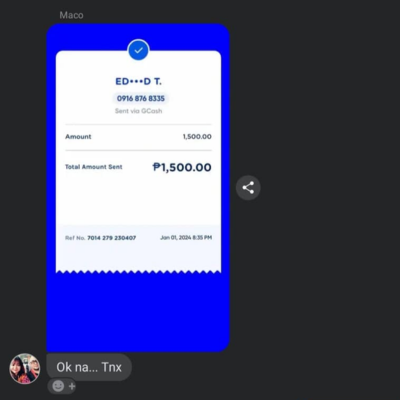 Maco
ED•••D T.
0916 876 8335
Sent via GCash
Amount 1,500.00
Total Amount Sent ₱1,500.00
Ref No. 7014 279 230407 Jan 01, 2024 8:35 PM
Ok na... Tnx